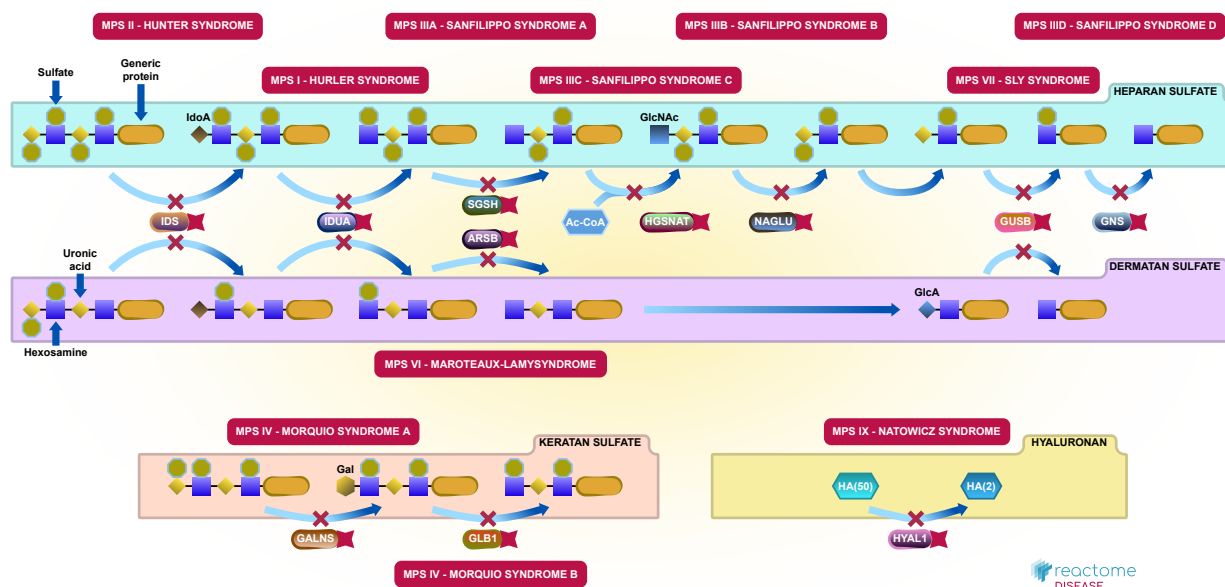 MPS II - HUNTER SYNDROME
MPS IIIA - SANFILIPPO SYNDROME A
MPS IIIB - SANFILIPPO SYNDROME B
MPS IIID - SANFILIPPO SYNDROME D
Sulfate
Generic
protein
MPS I - HURLER SYNDROME
MPS IIIC - SANFILIPPO SYNDROME C
MPS VII - SLY SYNDROME
HEPARAN SULFATE
IdoA
GlcNAc
SGSH
IDS
IDUA
Ac-CoA
HGSNAT
NAGLU
GUSB
GNS
ARSB
Uronic
acid
DERMATAN SULFATE
GlcA
Hexosamine
MPS VI - MAROTEAUX-LAMYSYNDROME
MPS IV - MORQUIO SYNDROME A
MPS IX - NATOWICZ SYNDROME
KERATAN SULFATE
HYALURONAN
Gal
HA(50)
HA(2)
GALNS
GLB1
HYAL1
MPS IV - MORQUIO SYNDROME B
reactome
DISEASE